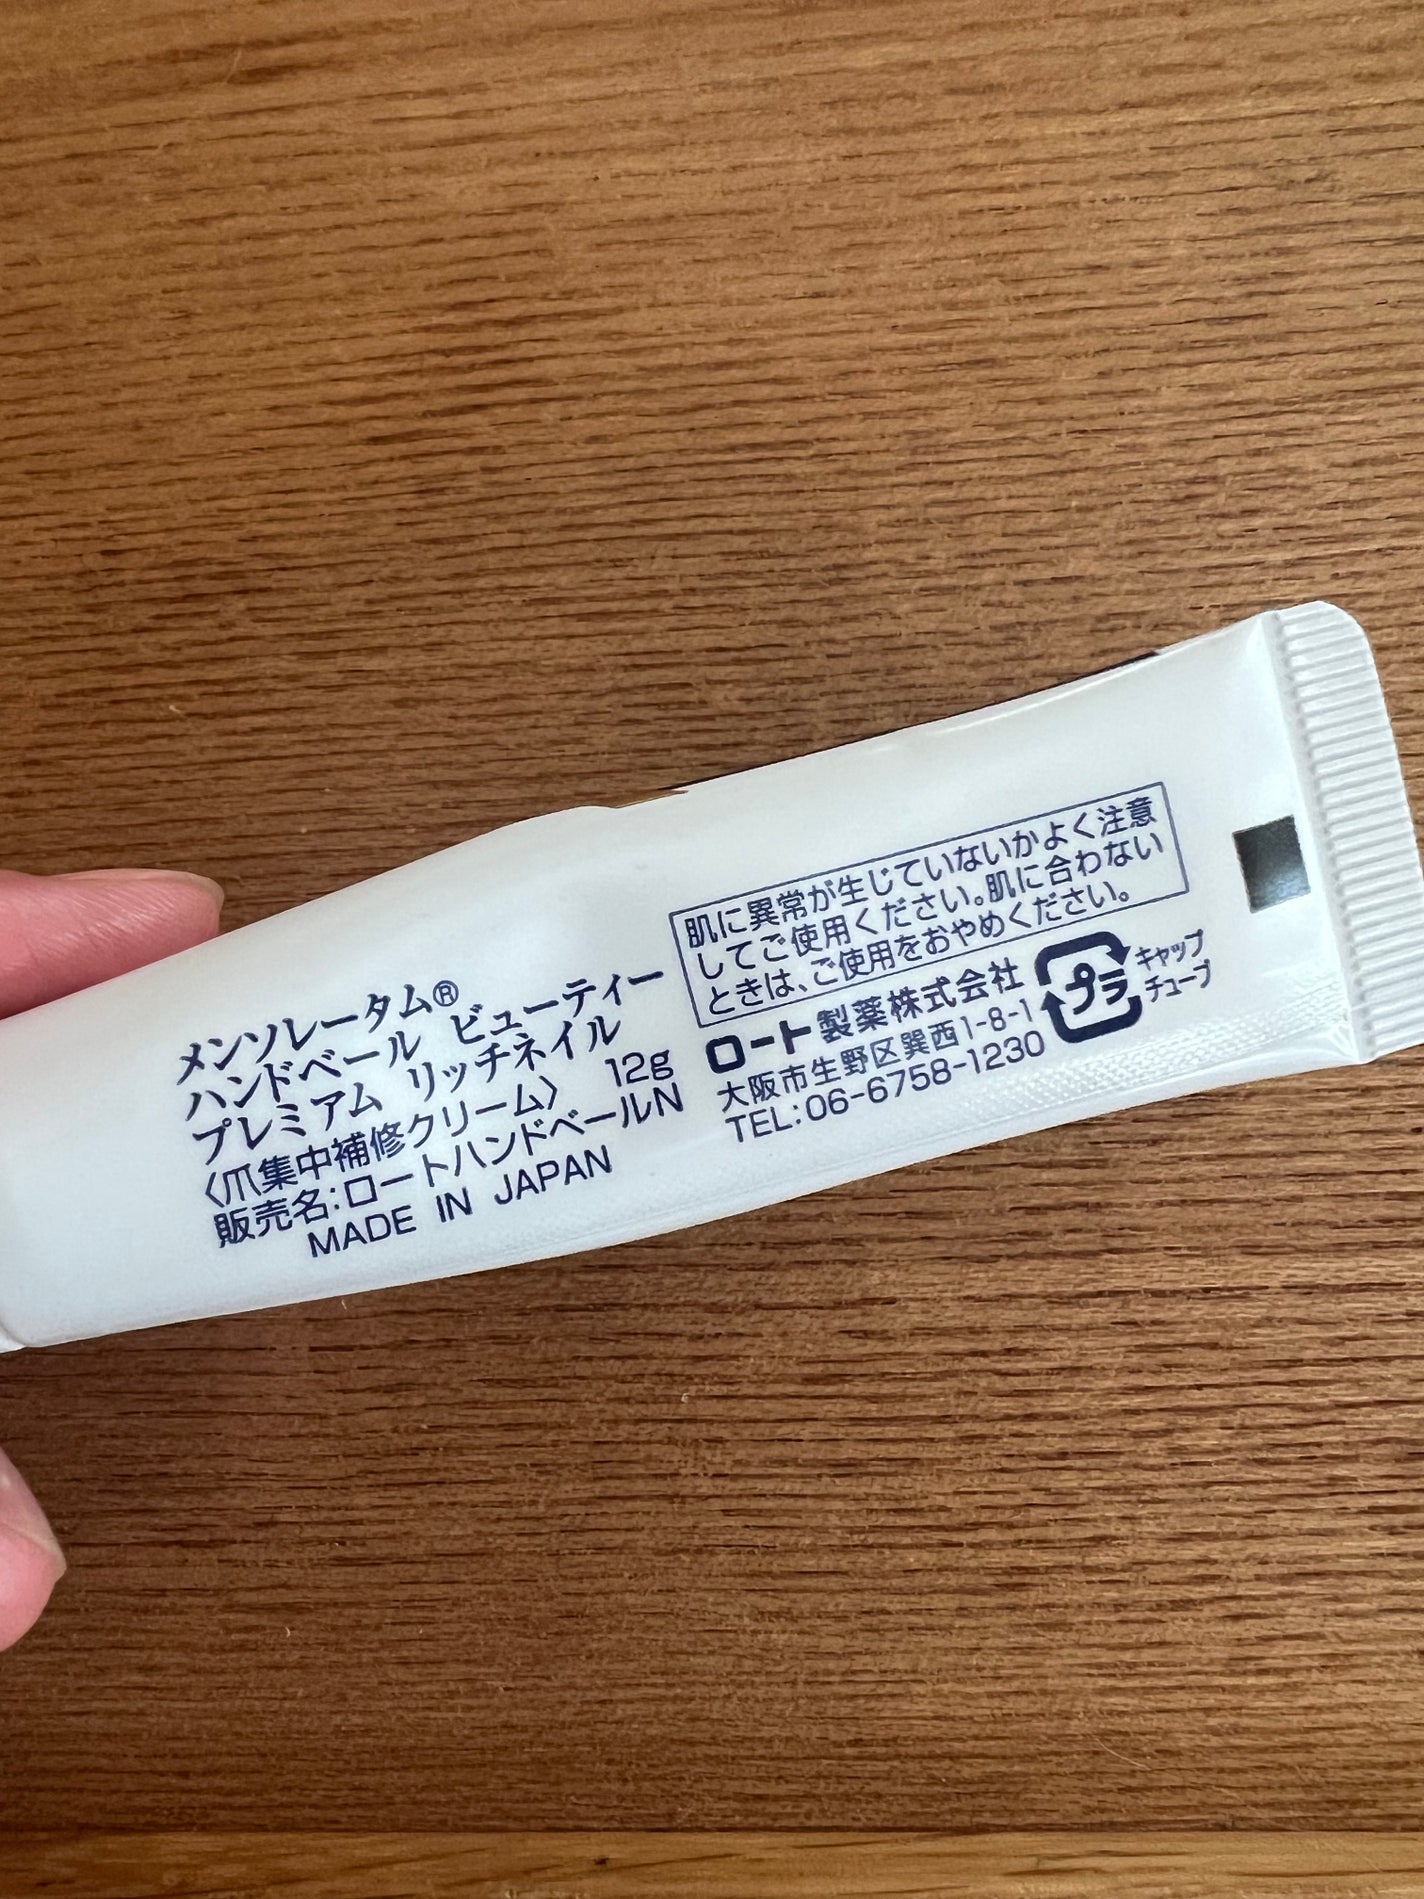 メンソレータム®
ハンドベール ビューティー
プレミアム リッチネイル
〈爪集中補修クリーム〉 12g
販売名:ロートハンドベールN
MADE IN JAPAN
肌に異常が生じていないかよく注意
してご使用ください。肌に合わない
ときは、ご使用をおやめください。
ロート製薬株式会社
大阪市生野区巽西1-8-1
TEL:06-6758-1230
プラ
キャップ
チューブ